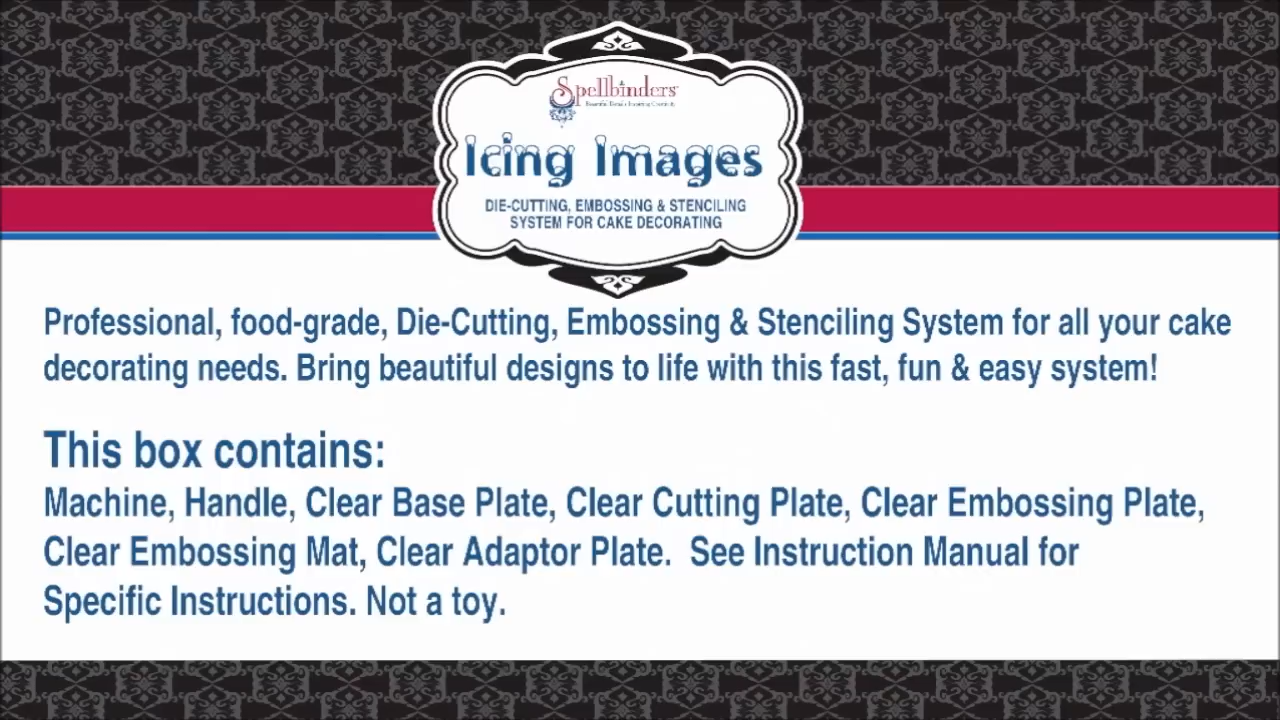 Spellbinders
Icing Images
DIE-CUTTING, EMBOSSING & STENCILING
SYSTEM FOR CAKE DECORATING
Professional, food-grade, Die-Cutting, Embossing & Stenciling System for all your cake
decorating needs. Bring beautiful designs to life with this fast, fun & easy system!
This box contains:
Machine, Handle, Clear Base Plate, Clear Cutting Plate, Clear Embossing Plate,
Clear Embossing Mat, Clear Adaptor Plate. See Instruction Manual for
Specific Instructions. Not a toy.